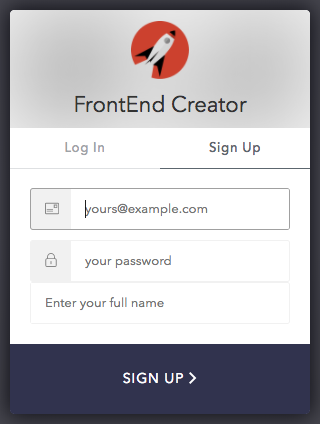 FrontEnd Creator
Log In
Sign Up
yours@example.com
your password
Enter your full name
SIGN UP